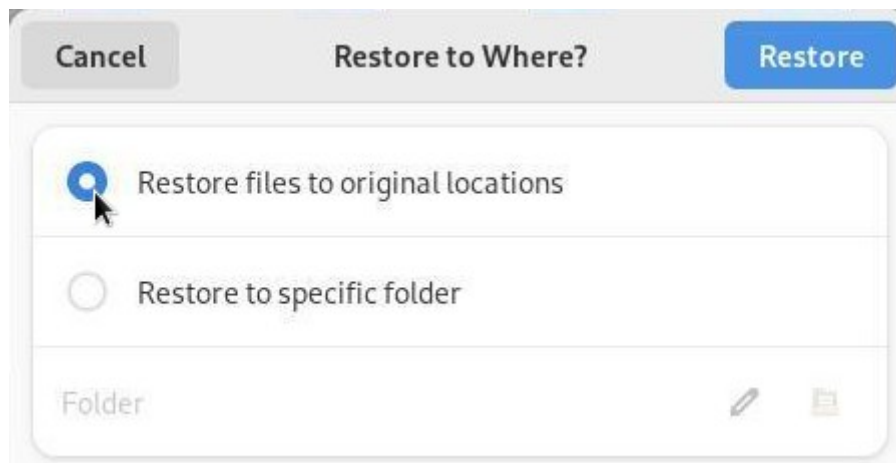 Cancel Restore to Where? Restore
Restore files to original locations
Restore to specific folder
Folder